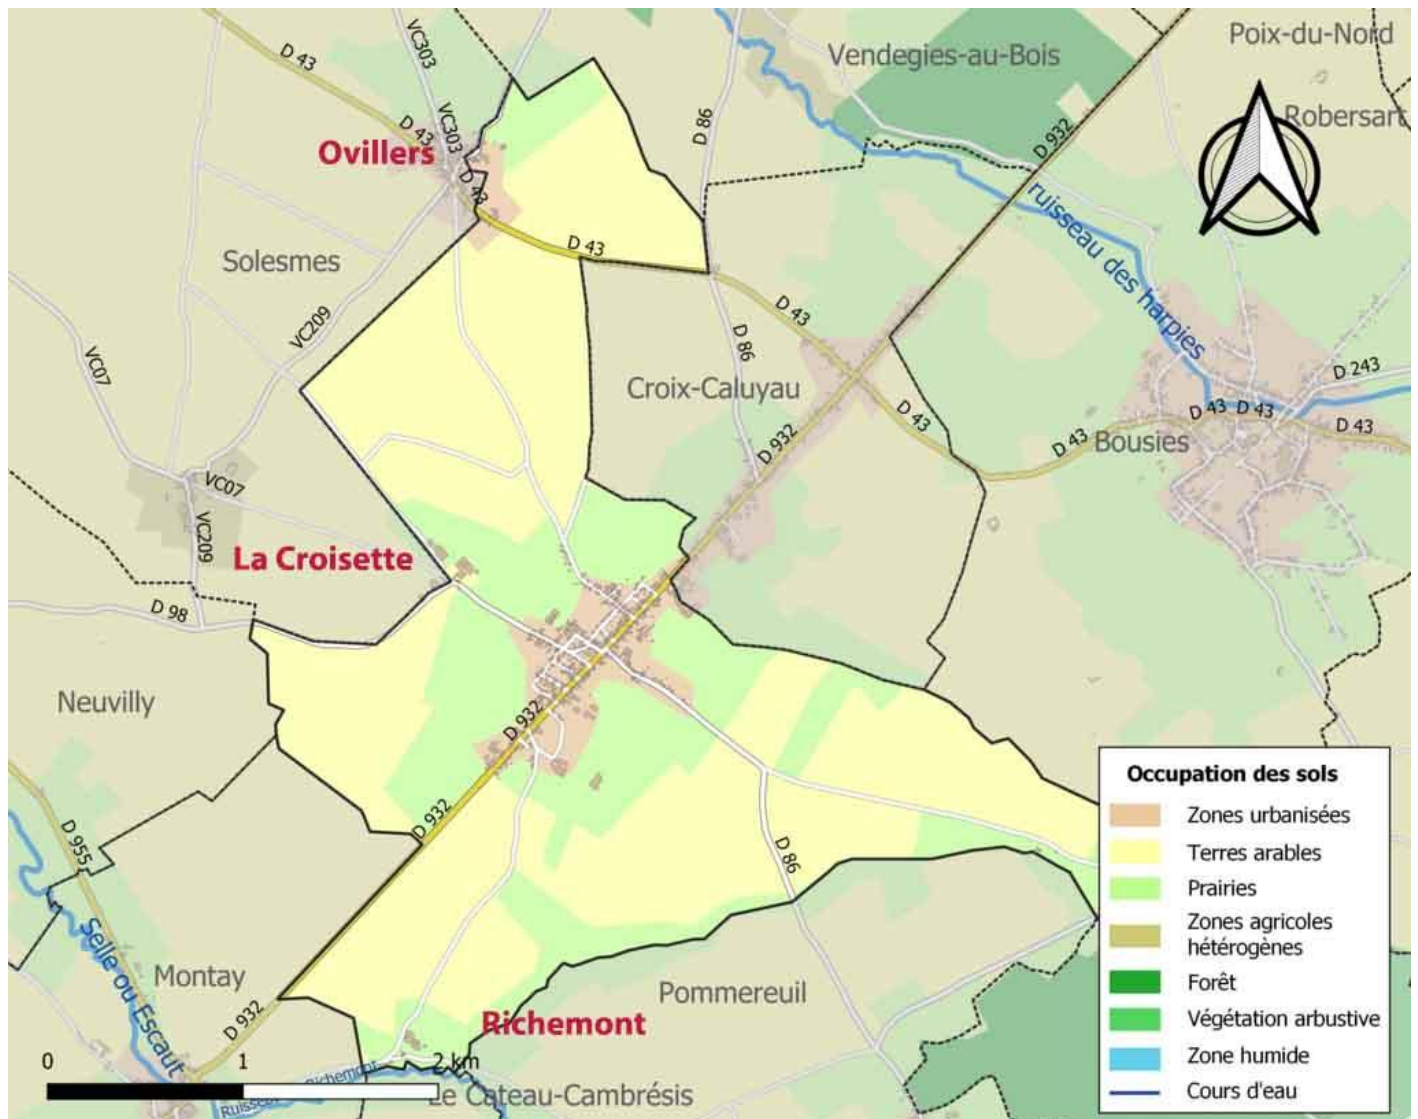 Poix-du-Nord
Vendegies-au-Bois
Robersart
D 43
VC303
D 86
D 932
D 43
VC303
Ovillers
D 43
ruisseau des harpies
D 43
Solesmes
VC209
D 43
D 86
VC07
Croix-Caluyau
D 243
D 43
D 43
D 43
D 43
D 43
Bousies
D 932
VC07
VC209
La Croisette
D 98
Neuvilly
D 932
D 932
D 955
D 86
Selle ou Escaut
Montay
Pommereuil
D 932
Richemont
0
1
2 km
Richemont
Le Cateau-Cambrésis
Occupation des sols
Zones urbanisées
Terres arables
Prairies
Zones agricoles
hétérogènes
Forêt
Végétation arbustive
Zone humide
Cours d'eau